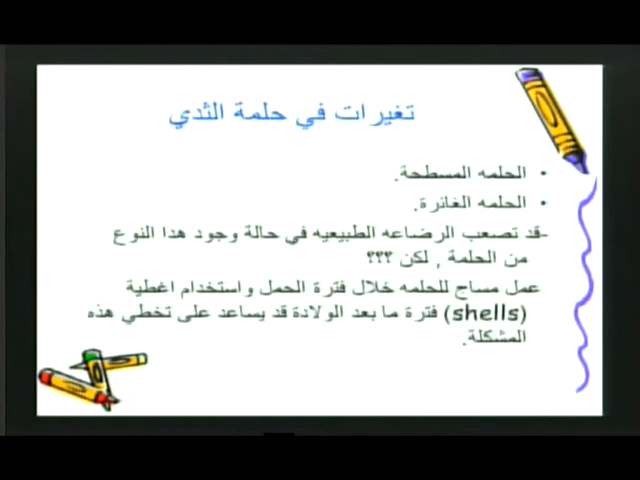 تغيرات في حلمة الثدي
• الحلمه المسطحة.
• الحلمه الغائرة.
-قد تصعب الرضاعه الطبيعيه في حالة وجود هدا النوع
من الحلمة , لكن ؟؟؟
عمل مساج للحلمه خلال فترة الحمل واستخدام اغطية
(shells) فترة ما بعد الولادة قد يساعد على تخطي هذه
المشكلة.